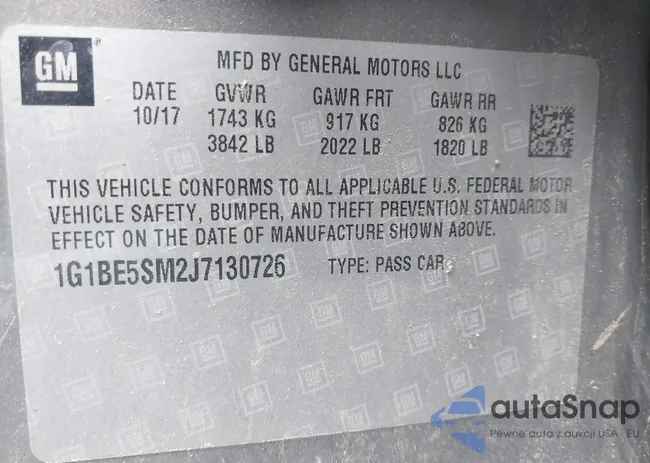 GM
MFD BY GENERAL MOTORS LLC
DATE GVWR GAWR FRT GAWR RR
10/17 1743 KG 917 KG 826 KG
3842 LB 2022 LB 1820 LB
THIS VEHICLE CONFORMS TO ALL APPLICABLE U.S. FEDERAL MOTOR
VEHICLE SAFETY, BUMPER, AND THEFT PREVENTION STANDARDS IN
EFFECT ON THE DATE OF MANUFACTURE SHOWN ABOVE.
1G1BE5SM2J7130726 TYPE: PASS CAR
autaSnap
Pewne auta z aukcji USA i EU